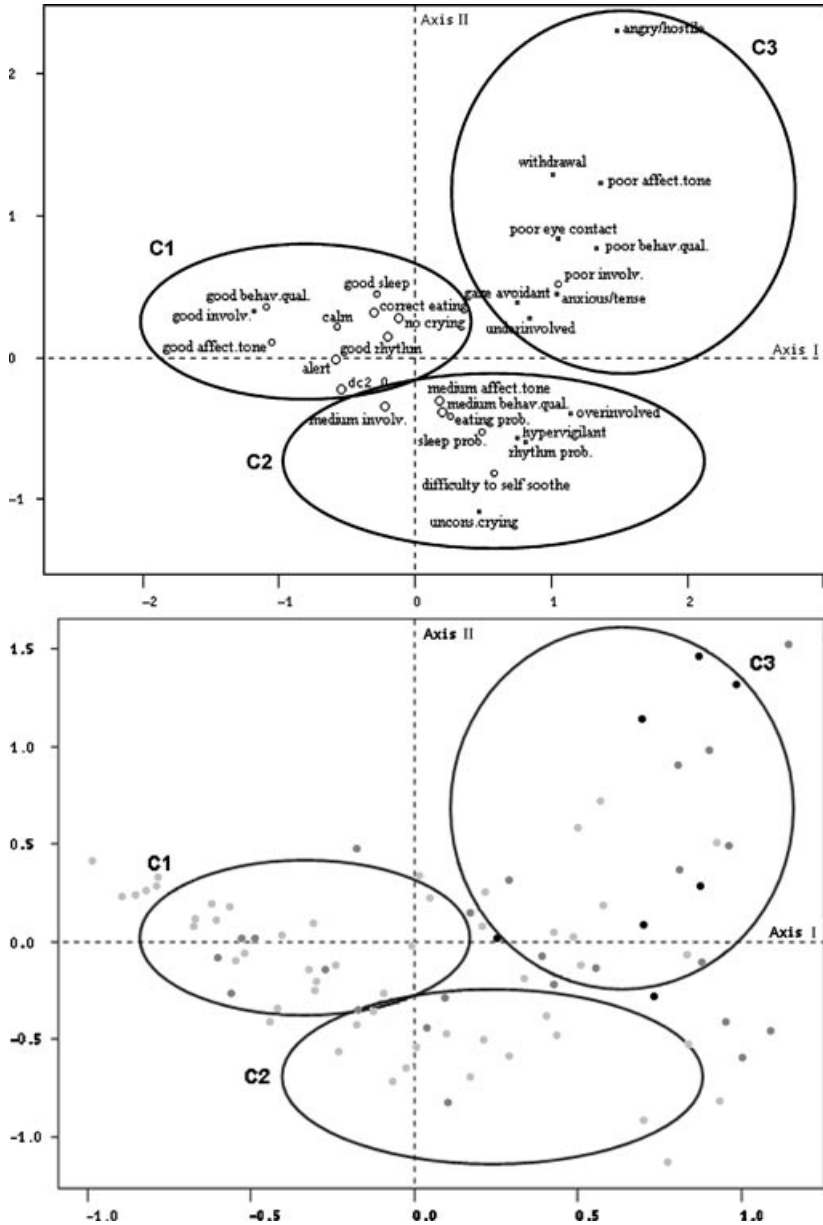 Axis II
angry/hostile
C3
2
withdrawal
poor affect.tone
1
poor eye contact
poor behav.qual.
C1
good sleep
poor involv.
good behav.qual.
correct eating
gaze avoidant
anxious/tense
good involv.
calm
no crying
underinvolved
good affect.tone
good rhythm
Axis I
0
alert
dc2_0
medium affect.tone
medium involv.
medium behav.qual.
overinvolved
eating prob.
hypervigilant
sleep prob.
rhythm prob.
C2
difficulty to self soothe
-1
uncons.crying
-2 -1 0 1 2
Axis II
1.5
C3
1.0
0.5
C1
Axis I
0.0
-0.5
C2
-1.0
-1.0 -0.5 0.0 0.5 1.0